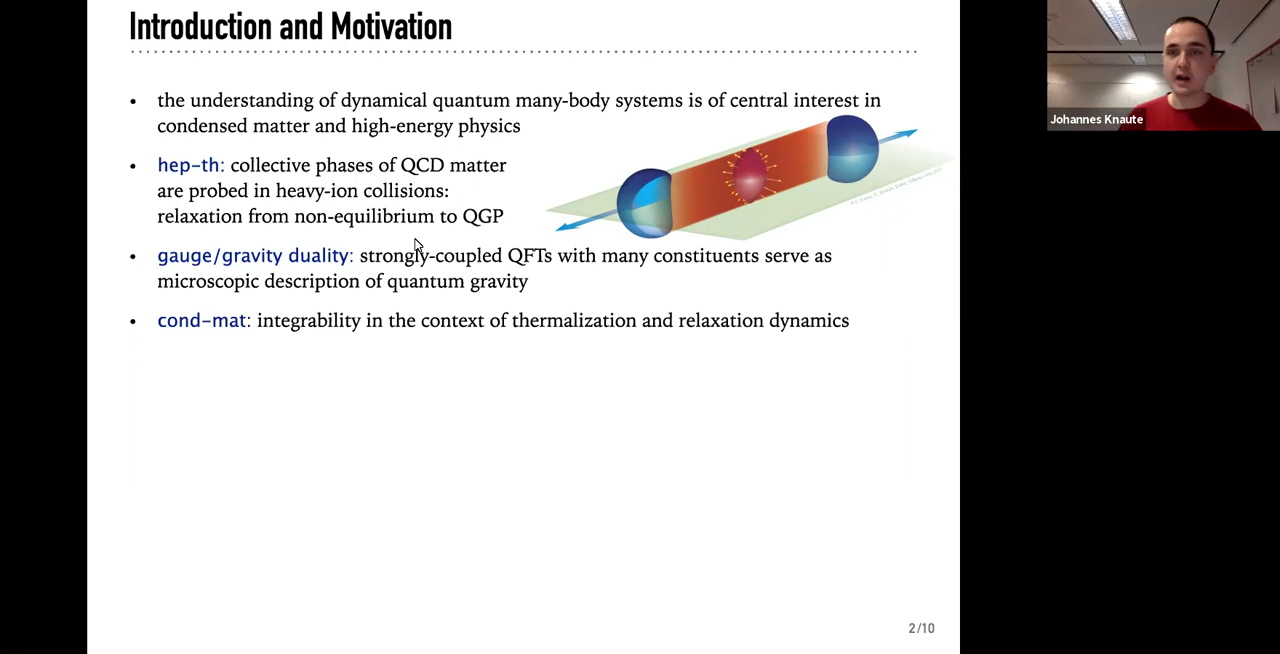 Introduction and Motivation
• the understanding of dynamical quantum many-body systems is of central interest in
condensed matter and high-energy physics
• hep-th: collective phases of QCD matter
are probed in heavy-ion collisions:
relaxation from non-equilibrium to QGP
• gauge/gravity duality: strongly-coupled QFTs with many constituents serve as
microscopic description of quantum gravity
• cond-mat: integrability in the context of thermalization and relaxation dynamics
2/10
Johannes Knaute